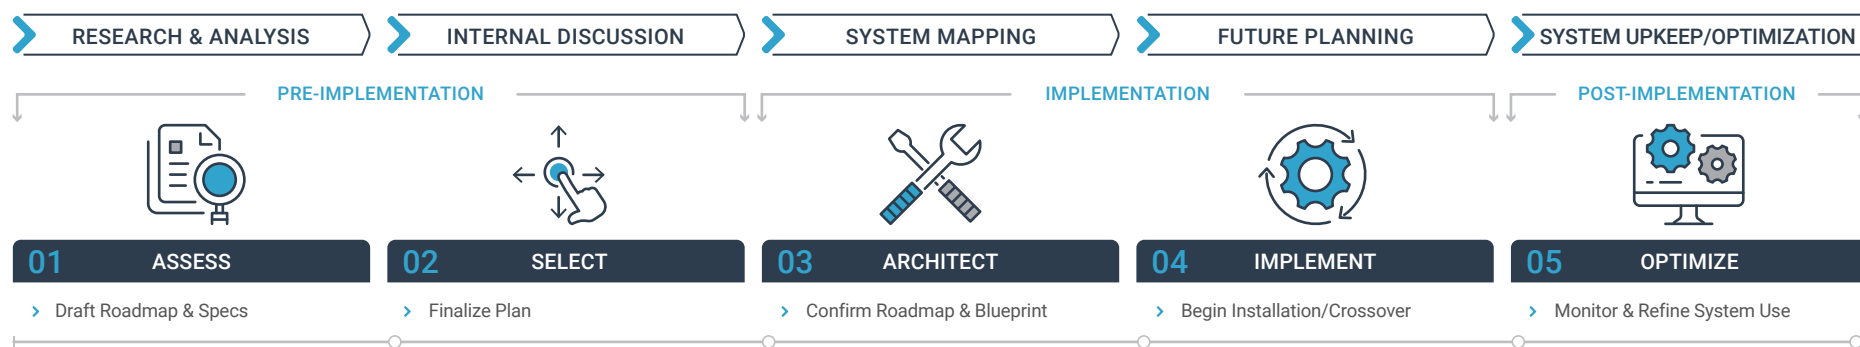 RESEARCH & ANALYSIS
INTERNAL DISCUSSION
SYSTEM MAPPING
FUTURE PLANNING
SYSTEM UPKEEP/OPTIMIZATION
PRE-IMPLEMENTATION
IMPLEMENTATION
POST-IMPLEMENTATION
01 ASSESS
02 SELECT
03 ARCHITECT
04 IMPLEMENT
05 OPTIMIZE
Draft Roadmap & Specs
Finalize Plan
Confirm Roadmap & Blueprint
Begin Installation/Crossover
Monitor & Refine System Use